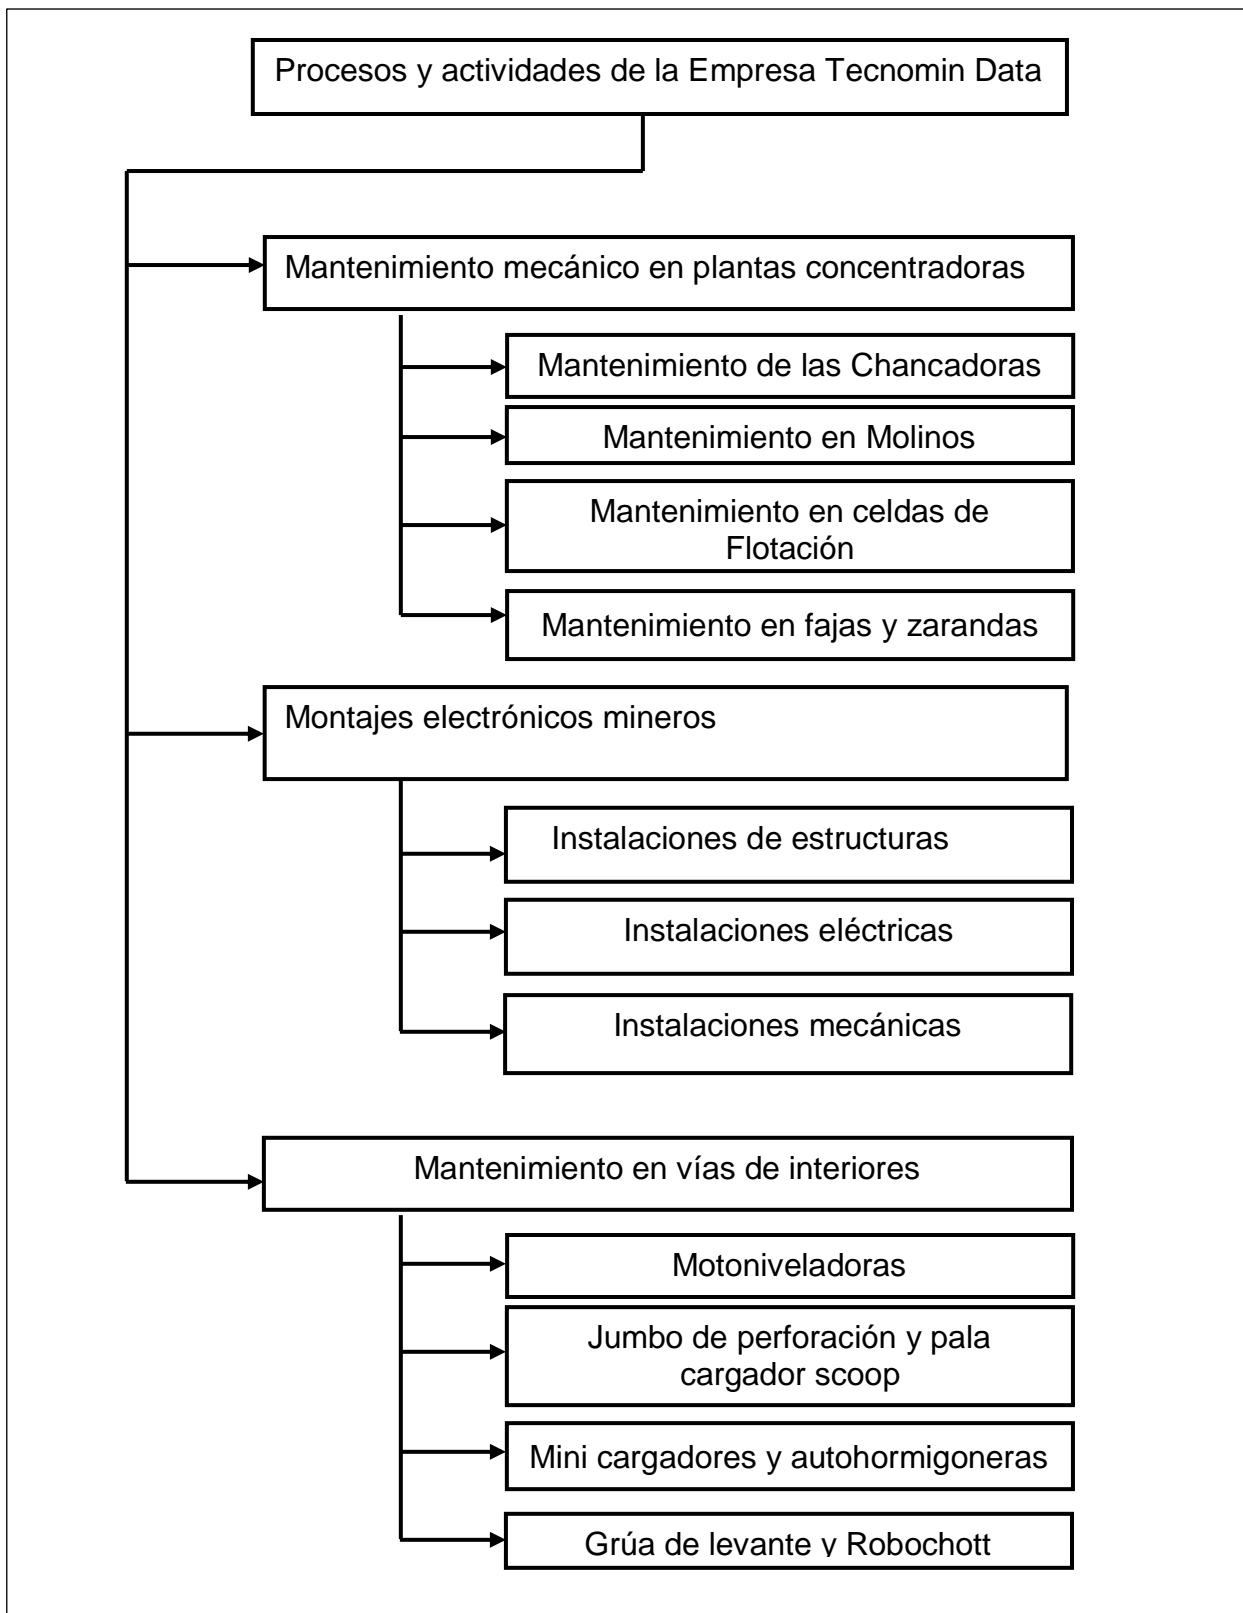 Procesos y actividades de la Empresa Tecnomin Data
Mantenimiento mecánico en plantas concentradoras
Mantenimiento de las Chancadoras
Mantenimiento en Molinos
Mantenimiento en celdas de
Flotación
Mantenimiento en fajas y zarandas
Montajes electrónicos mineros
Instalaciones de estructuras
Instalaciones eléctricas
Instalaciones mecánicas
Mantenimiento en vías de interiores
Motoniveladoras
Jumbo de perforación y pala
cargador scoop
Mini cargadores y autohormigoneras
Grúa de levante y Robochott